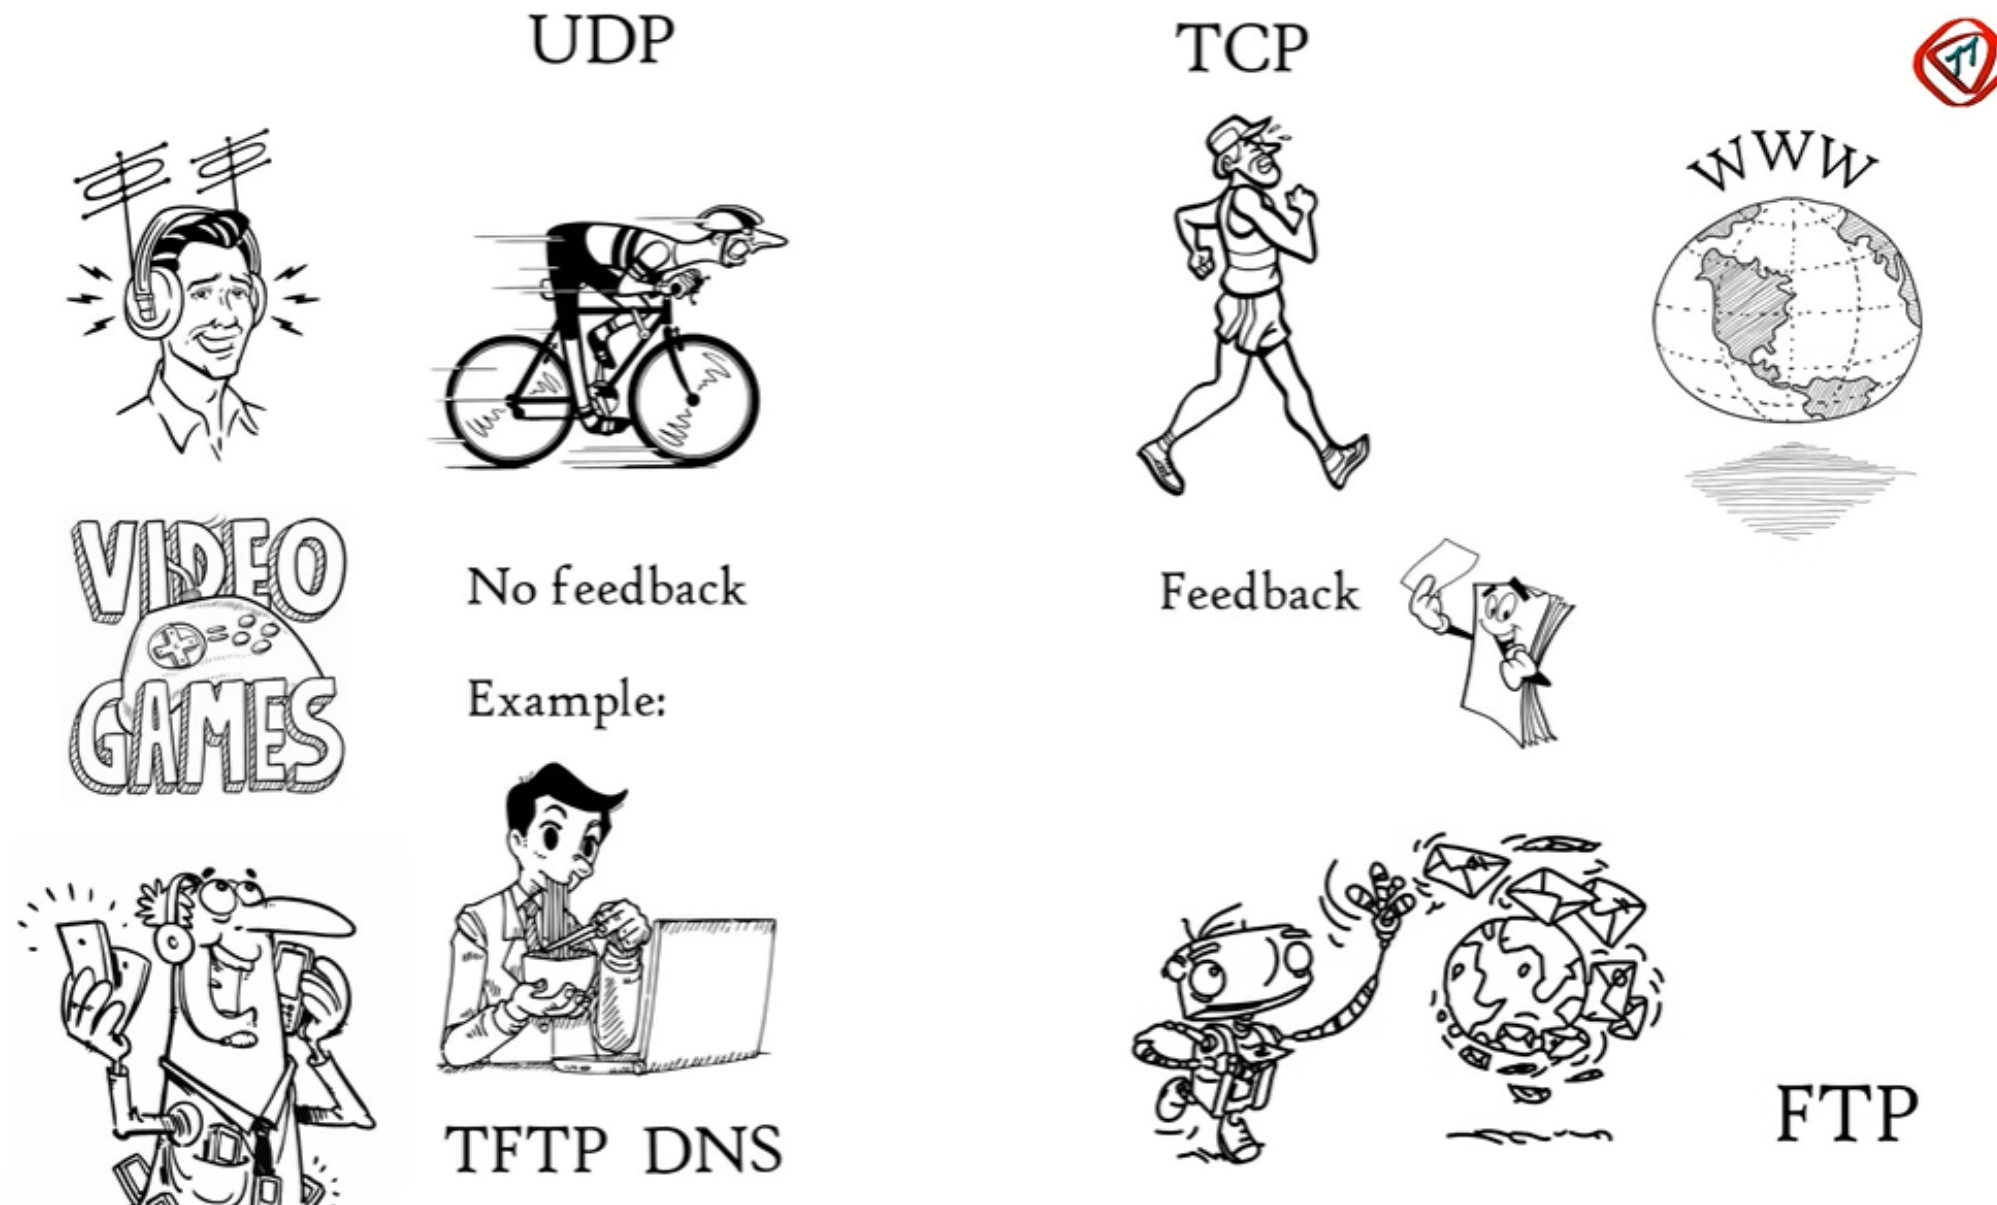 UDP
TCP
WWW
VIDEO
GAMES
No feedback
Example:
Feedback
TFTP DNS
FTP